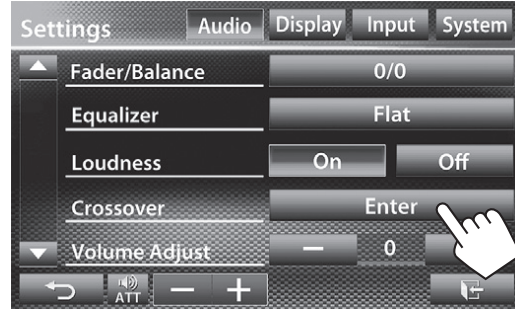 Settings Audio Display Input System
Fader/Balance 0/0
Equalizer Flat
Loudness On Off
Crossover Enter
Volume Adjust − 0
ATT − +